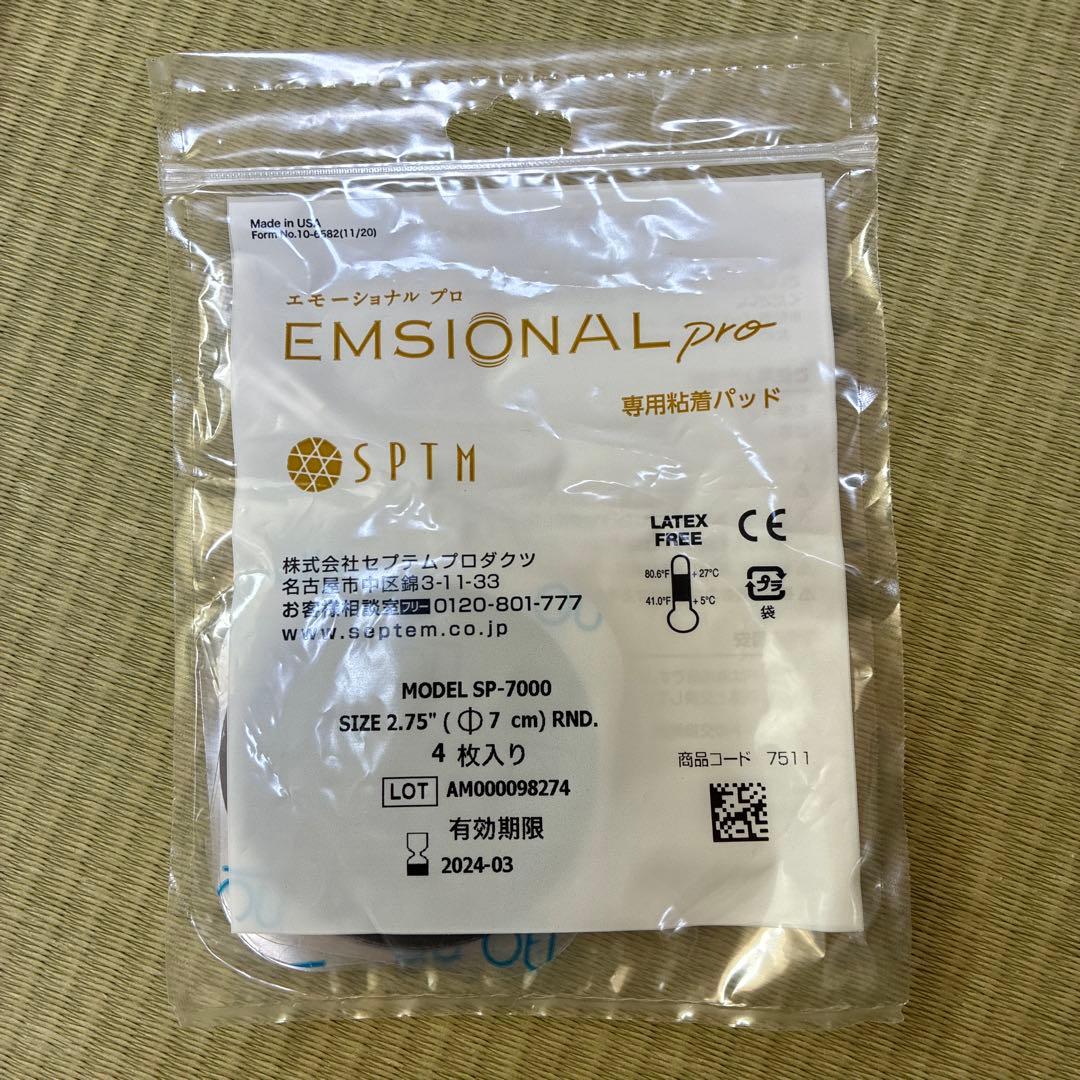 Made in USA
Form No.10-6582(11/20)
エモーショナル プロ
EMSIONAL pro
専用粘着パッド
SPTM
LATEX
FREE
CE
80.6°F
+27°C
41.0°F
+5°C
プラ
袋
株式会社セプテムプロダクツ
名古屋市中区錦3-11-33
お客様相談室フリー0120-801-777
www.septem.co.jp
MODEL SP-7000
SIZE 2.75" ( Φ 7 cm) RND.
4 枚入り
商品コード 7511
LOT AM000098274
有効期限
2024-03